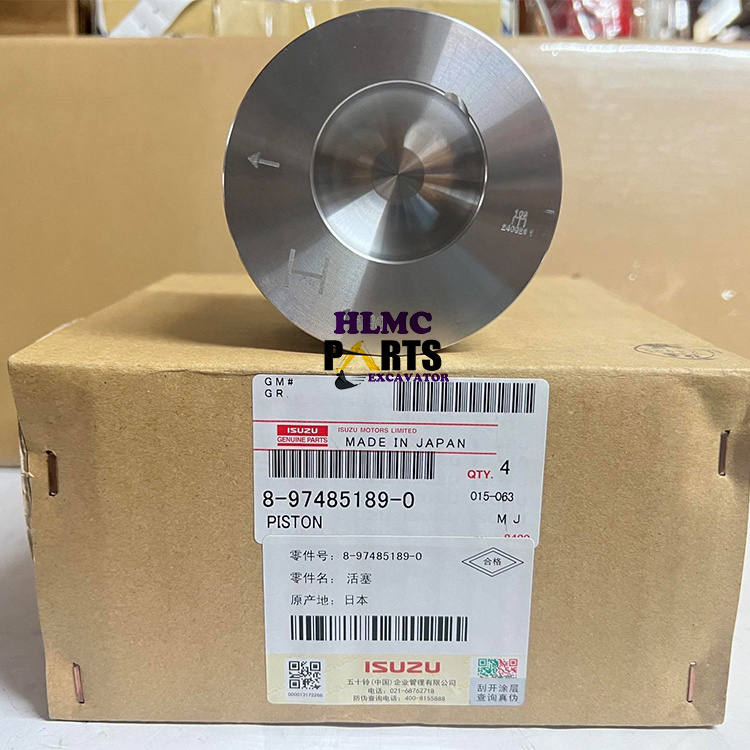 HLMC
PARTS
EXCAVATOR
GM#
GR.
ISUZU
GENUINE PARTS
ISUZU MOTORS LIMITED
MADE IN JAPAN
QTY. 4
8-97485189-0
015-063
PISTON
M J
零件号: 8-97485189-0
合格
零件名: 活塞
原产地: 日本
ISUZU
五十铃(中国)企业管理有限公司
电话: 021-68762718
防伪查询电话: 400-8155888
刮开涂层
查询真伪